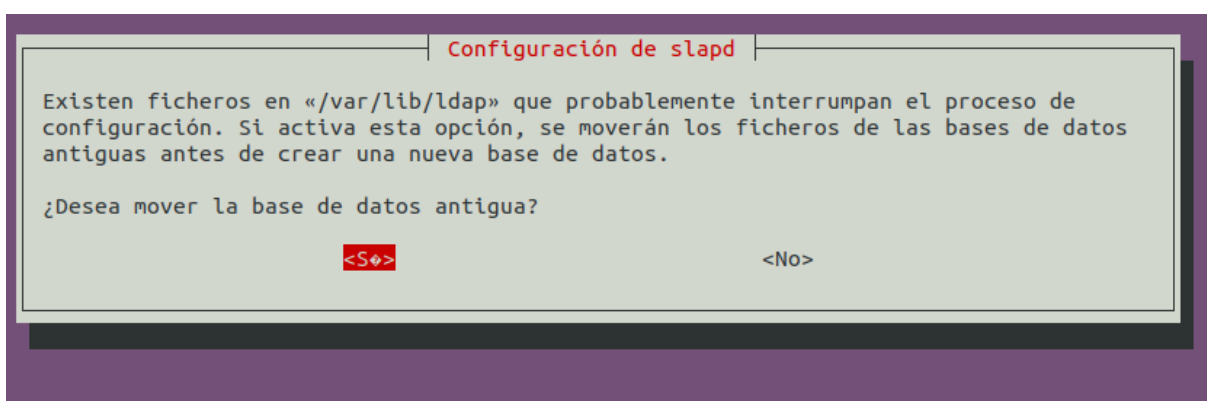 Configuración de slapd
Existen ficheros en «/var/lib/ldap» que probablemente interrumpan el proceso de
configuración. Si activa esta opción, se moverán los ficheros de las bases de datos
antiguas antes de crear una nueva base de datos.
¿Desea mover la base de datos antigua?
<S�> <No>